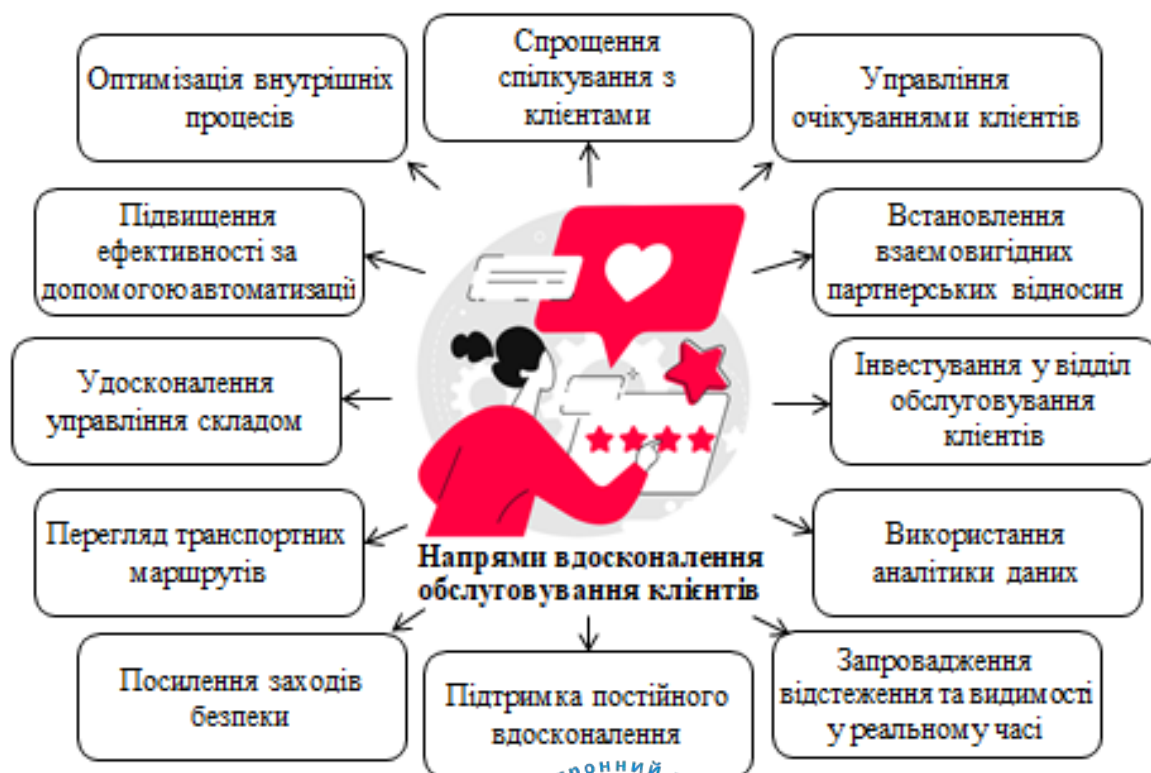 Спрощення
спілкування з
клієнтами
Оптимізація внутрішніх
процесів
Управління
очікуваннями клієнтів
Підвищення
ефективності за
допомогою автоматизації
Встановлення
взаємовигідних
партнерських відносин
Удосконалення
управління складом
Інвестування у відділ
обслуговування
клієнтів
Перегляд транспортних
маршрутів
Використання
аналітики даних
Напрями вдосконалення
обслуговування клієнтів
Посилення заходів
безпеки
Підтримка постійного
вдосконалення
Запровадження
відстеження та видимості
у реальному часі